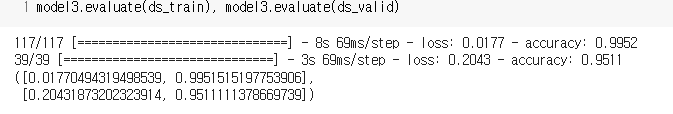 1 model3.evaluate(ds_train), model3.evaluate(ds_valid)
117/117 [==============================] - 8s 69ms/step - loss: 0.0177 - accuracy: 0.9952
39/39 [==============================] - 3s 69ms/step - loss: 0.2043 - accuracy: 0.9511
([0.01770494319498539, 0.9951515197753906],
[0.20431873202323914, 0.9511111378669739])